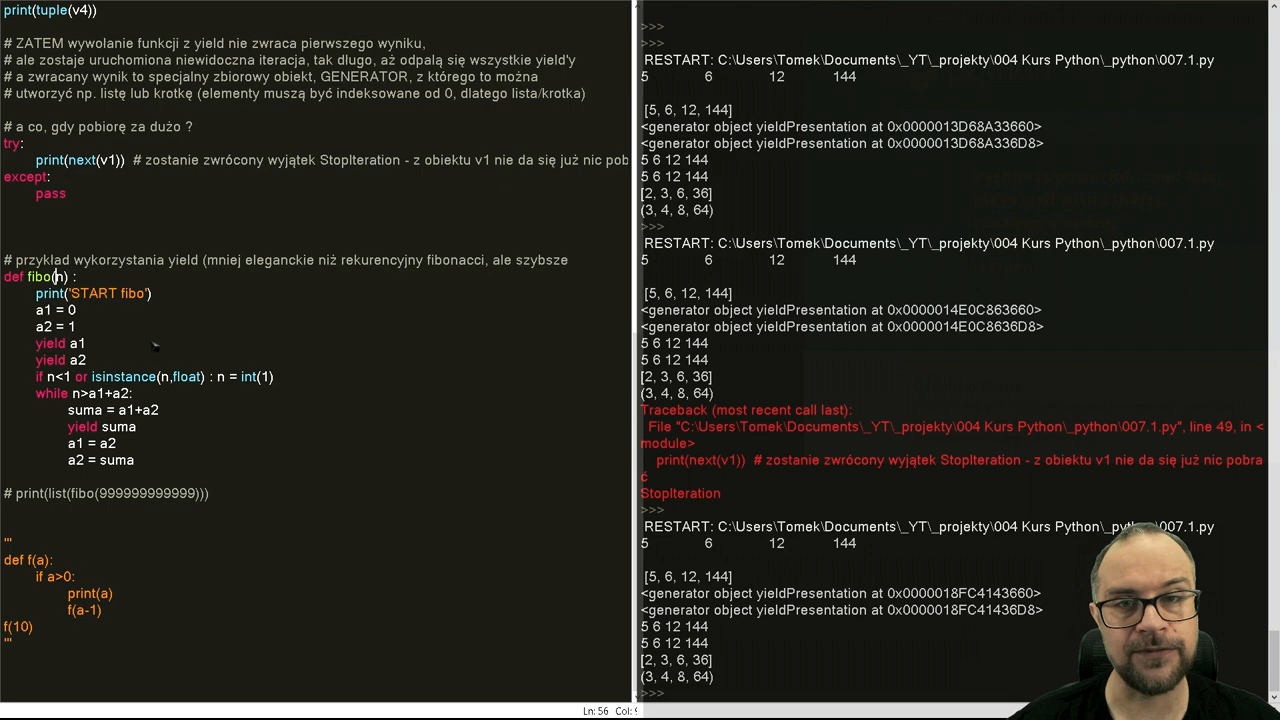 print(tuple(v4))
# ZATEM wywolanie funkcji z yield nie zwraca pierwszego wyniku,
# ale zostaje uruchomiona niewidoczna iteracja, tak dlugo, aż odpalą się wszystkie yield'y
# a zwracany wynik to specjalny zbiorowy obiekt, GENERATOR, z którego to można
# utworzyć np. listę lub krotkę (elementy muszą być indeksowane od 0, dlatego lista/krotka)
# a co, gdy pobiorę za dużo ?
try:
print(next(v1))  # zostanie zwrócony wyjątek StopIteration - z obiektu v1 nie da się już nic pob
except:
pass
# przykład wykorzystania yield (mniej eleganckie niż rekurencyjny fibonacci, ale szybsze
def fibo(n) :
print('START fibo')
a1 = 0
a2 = 1
yield a1
yield a2
if n<1 or isinstance(n,float) : n = int(1)
while n>a1+a2:
suma = a1+a2
yield suma
a1 = a2
a2 = suma
# print(list(fibo(999999999999)))
'''
def f(a):
if a>0:
print(a)
f(a-1)
f(10)
'''
Ln: 56 Col: 9
>>>
>>>
RESTART: C:\Users\Tomek\Documents\_YT\_projekty\004 Kurs Python\_python\007.1.py
5 6 12 144
[5, 6, 12, 144]
<generator object yieldPresentation at 0x0000013D68A33660>
<generator object yieldPresentation at 0x0000013D68A336D8>
5 6 12 144
5 6 12 144
[2, 3, 6, 36]
(3, 4, 8, 64)
>>>
RESTART: C:\Users\Tomek\Documents\_YT\_projekty\004 Kurs Python\_python\007.1.py
5 6 12 144
[5, 6, 12, 144]
<generator object yieldPresentation at 0x0000014E0C863660>
<generator object yieldPresentation at 0x0000014E0C8636D8>
5 6 12 144
5 6 12 144
[2, 3, 6, 36]
(3, 4, 8, 64)
Traceback (most recent call last):
File "C:\Users\Tomek\Documents\_YT\_projekty\004 Kurs Python\_python\007.1.py", line 49, in <
module>
print(next(v1))  # zostanie zwrócony wyjątek StopIteration - z obiektu v1 nie da się już nic pobra
ć
StopIteration
>>>
RESTART: C:\Users\Tomek\Documents\_YT\_projekty\004 Kurs Python\_python\007.1.py
5 6 12 144
[5, 6, 12, 144]
<generator object yieldPresentation at 0x0000018FC4143660>
<generator object yieldPresentation at 0x0000018FC41436D8>
5 6 12 144
5 6 12 144
[2, 3, 6, 36]
(3, 4, 8, 64)
>>>